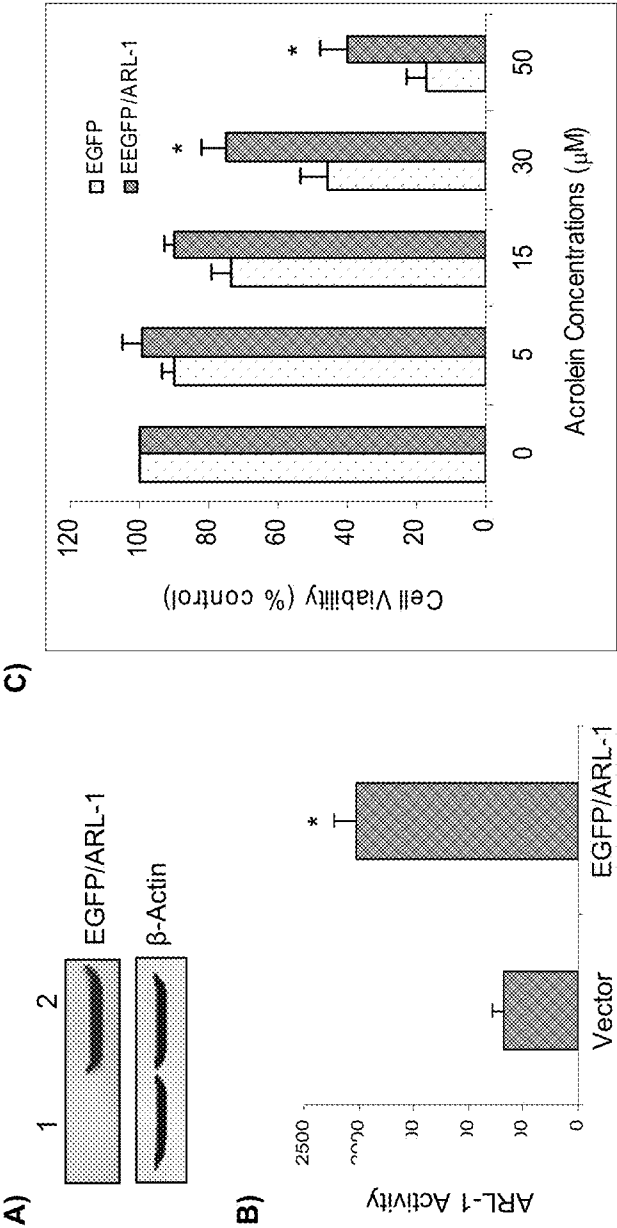 A)
1 2
EGFP/ARL-1
β-Actin
B)
ARL-1 Activity
2500
0
Vector
EGFP/ARL-1
*
C)
Cell Viability (% control)
120
100
80
60
40
20
0
EGFP
EEGFP/ARL-1
*
*
0 5 15 30 50
Acrolein Concentrations (μM)